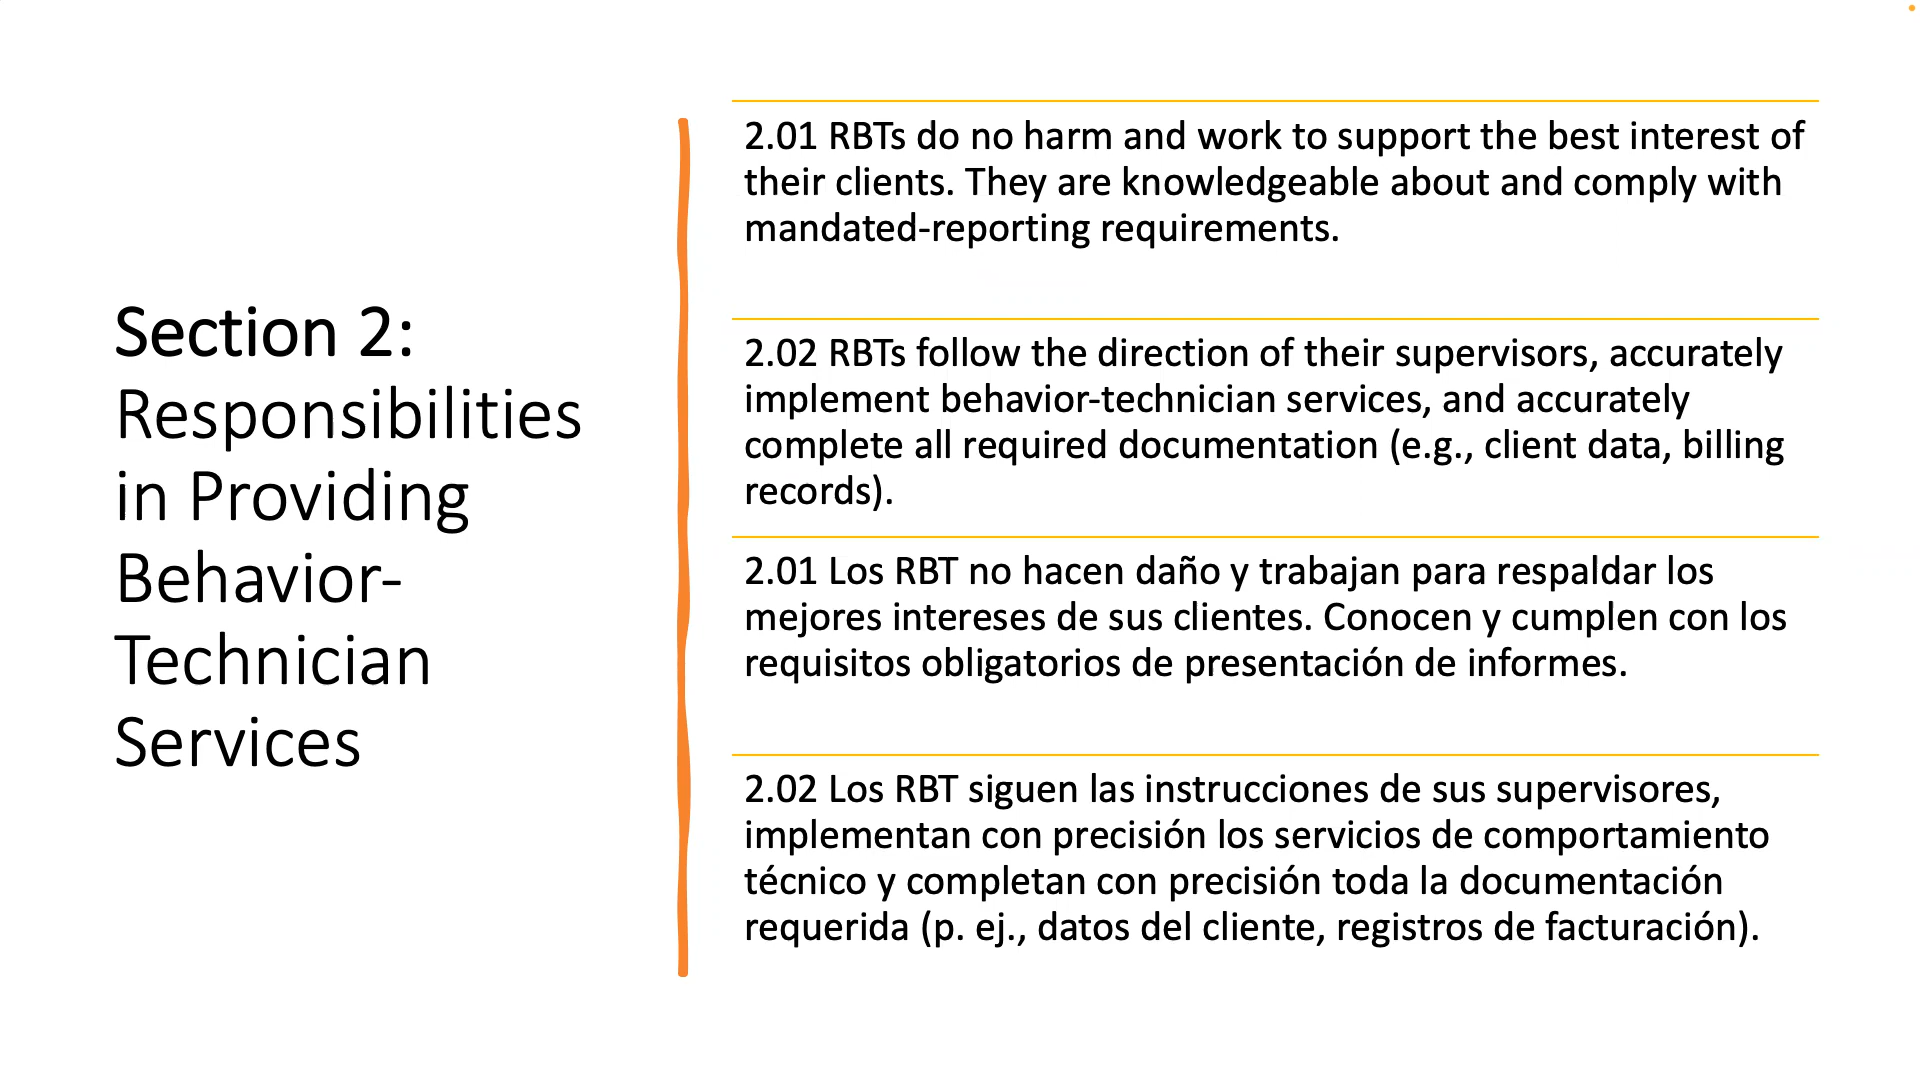 Section 2:
Responsibilities
in Providing
Behavior-
Technician
Services
2.01 RBTs do no harm and work to support the best interest of
their clients. They are knowledgeable about and comply with
mandated-reporting requirements.
2.02 RBTs follow the direction of their supervisors, accurately
implement behavior-technician services, and accurately
complete all required documentation (e.g., client data, billing
records).
2.01 Los RBT no hacen daño y trabajan para respaldar los
mejores intereses de sus clientes. Conocen y cumplen con los
requisitos obligatorios de presentación de informes.
2.02 Los RBT siguen las instrucciones de sus supervisores,
implementan con precisión los servicios de comportamiento
técnico y completan con precisión toda la documentación
requerida (p. ej., datos del cliente, registros de facturación).